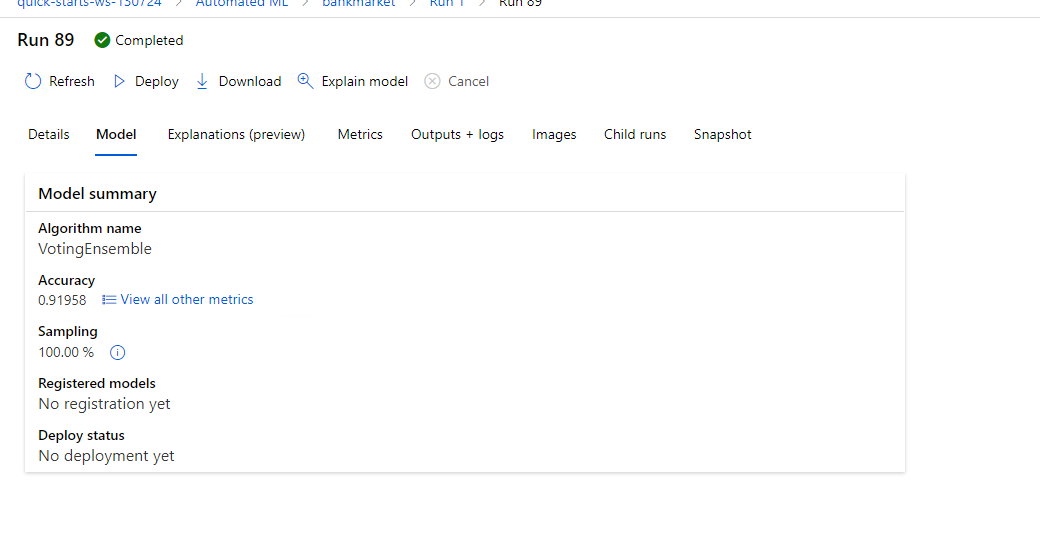 quick-starts-ws-130724 > Automated ML > bankmarket > Run 1 > Run 89
Run 89 Completed
Refresh Deploy Download Explain model Cancel
Details Model Explanations (preview) Metrics Outputs + logs Images Child runs Snapshot
Model summary
Algorithm name
VotingEnsemble
Accuracy
0.91958 View all other metrics
Sampling
100.00 %
Registered models
No registration yet
Deploy status
No deployment yet